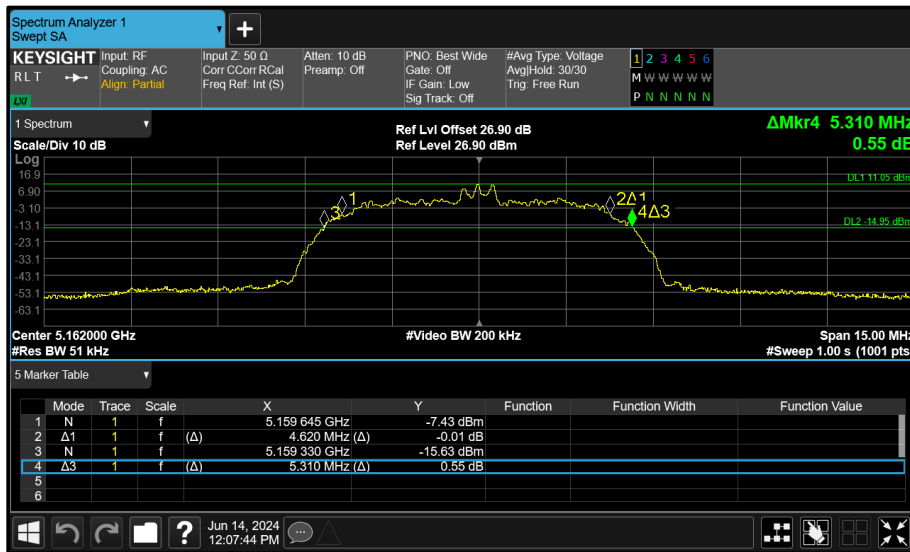 Spectrum Analyzer 1
Swept SA
+
KEYSIGHT Input: RF Input Z: 50 Ω Atten: 10 dB PNO: Best Wide #Avg Type: Voltage 1 2 3 4 5 6
R L T Coupling: AC Corr CCorr RCal Preamp: Off Gate: Off Avg|Hold: 30/30 M W W W W W
Align: Partial Freq Ref: Int (S) IF Gain: Low Trig: Free Run
LXI Sig Track: Off P N N N N N
1 Spectrum
Ref Lvl Offset 26.90 dB ΔMkr4 5.310 MHz
Scale/Div 10 dB Ref Level 26.90 dBm 0.55 dB
Log
16.9
DL1 11.05 dBm
6.90
1 2Δ1
-3.10
3 4Δ3
-13.1
DL2 -14.95 dBm
-23.1
-33.1
-43.1
-53.1
-63.1
Center 5.162000 GHz #Video BW 200 kHz Span 15.00 MHz
#Res BW 51 kHz #Sweep 1.00 s (1001 pts
5 Marker Table
Mode Trace Scale X Y Function Function Width Function Value
1 N 1 f 5.159 645 GHz -7.43 dBm
2 Δ1 1 f (Δ) 4.620 MHz (Δ) -0.01 dB
3 N 1 f 5.159 330 GHz -15.63 dBm
4 Δ3 1 f (Δ) 5.310 MHz (Δ) 0.55 dB
5
6
? Jun 14, 2024
12:07:44 PM